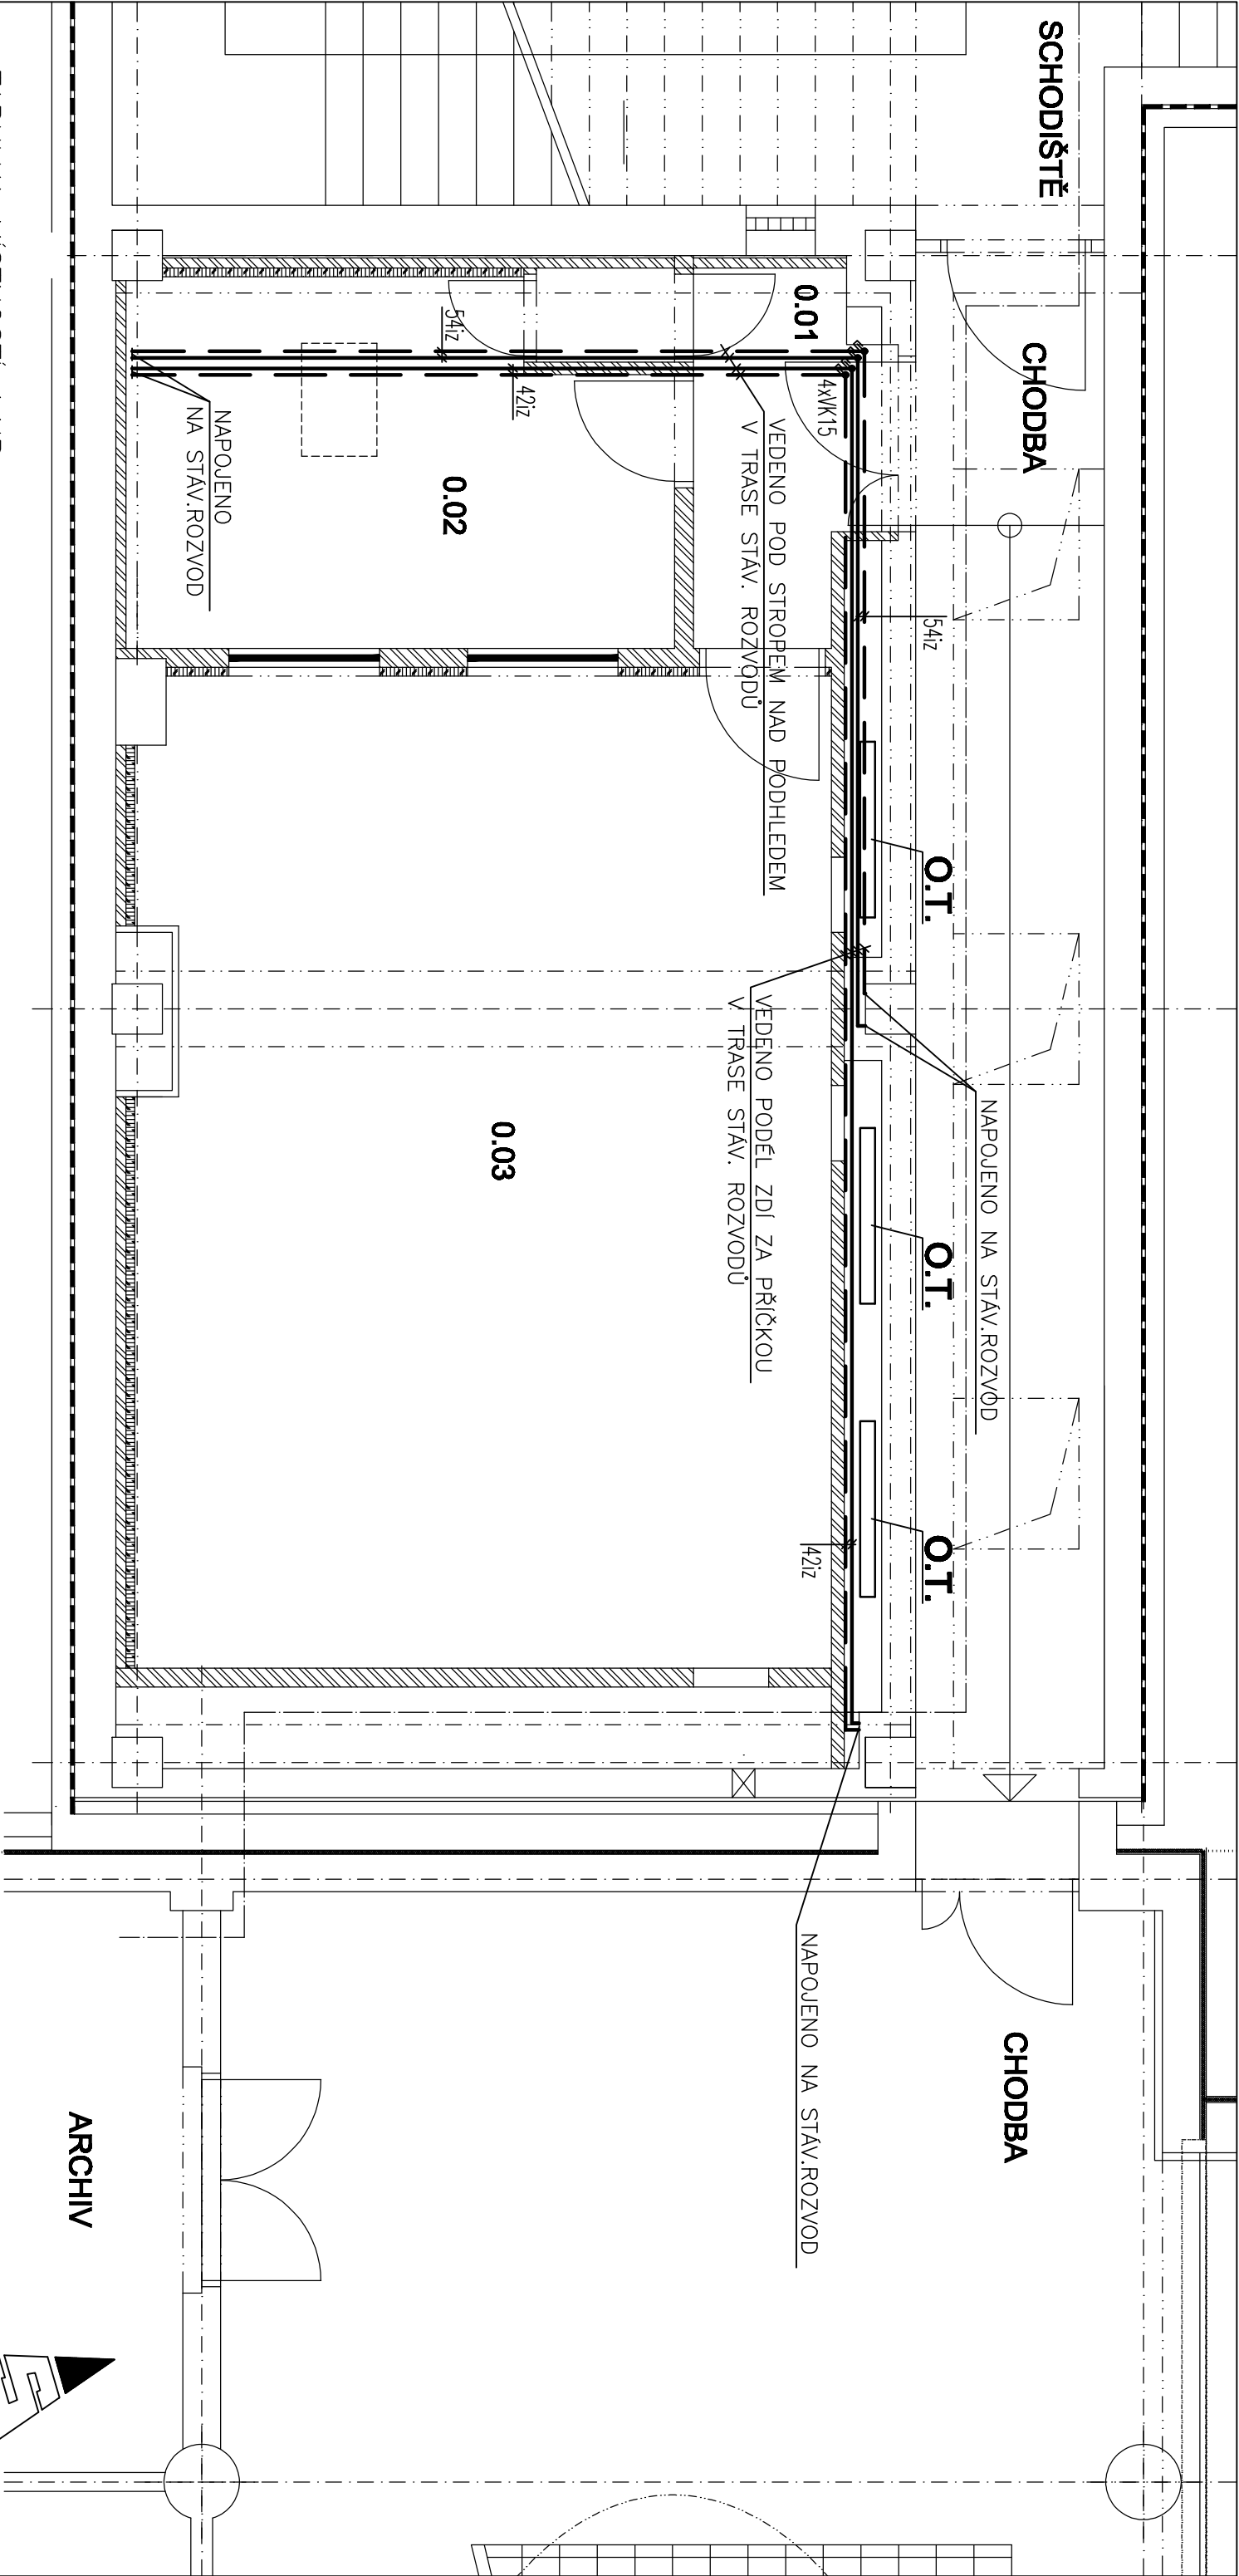 SCHODIŠTĚ
CHODBA
0.01
4xVK15
54iz
42iz
0.02
NAPOJENO
NA STÁV.ROZVOD
VEDENO POD STROPEM NAD PODHLEDEM
V TRASE STÁV. ROZVODŮ
54iz
O.T.
NAPOJENO NA STÁV.ROZVOD
VEDENO PODÉL ZDÍ ZA PŘÍČKOU
V TRASE STÁV. ROZVODŮ
0.03
O.T.
O.T.
42iz
NAPOJENO NA STÁV.ROZVOD
CHODBA
ARCHIV
S